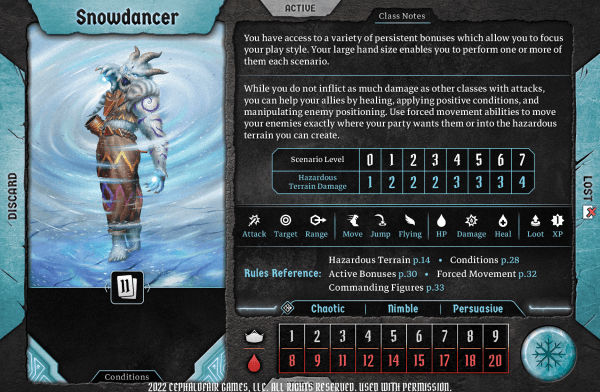 Snowdancer
ACTIVE
Class Notes
You have access to a variety of persistent bonuses which allow you to focus
your play style. Your large hand size enables you to perform one or more of
them each scenario.
While you do not inflict as much damage as other classes with attacks,
you can help your allies by healing, applying positive conditions, and
manipulating enemy positioning. Use forced movement abilities to move
your enemies exactly where your party wants them or into the hazardous
terrain you can create.
Scenario Level 0 1 2 3 4 5 6 7
Hazardous
Terrain Damage 1 2 2 2 3 3 3 4
DISCARD
LOST
Attack Target Range Move Jump Flying HP Damage Heal Loot XP
Rules Reference:
Hazardous Terrain p.14 • Conditions p.28
Active Bonuses p.30 • Forced Movement p.32
Commanding Figures p.33
11
Chaotic Nimble Persuasive
1 2 3 4 5 6 7 8 9
8 9 11 12 14 15 17 18 20
Conditions
2022 CEPHALOFAIR GAMES, LLC. ALL RIGHTS RESERVED. USED WITH PERMISSION.